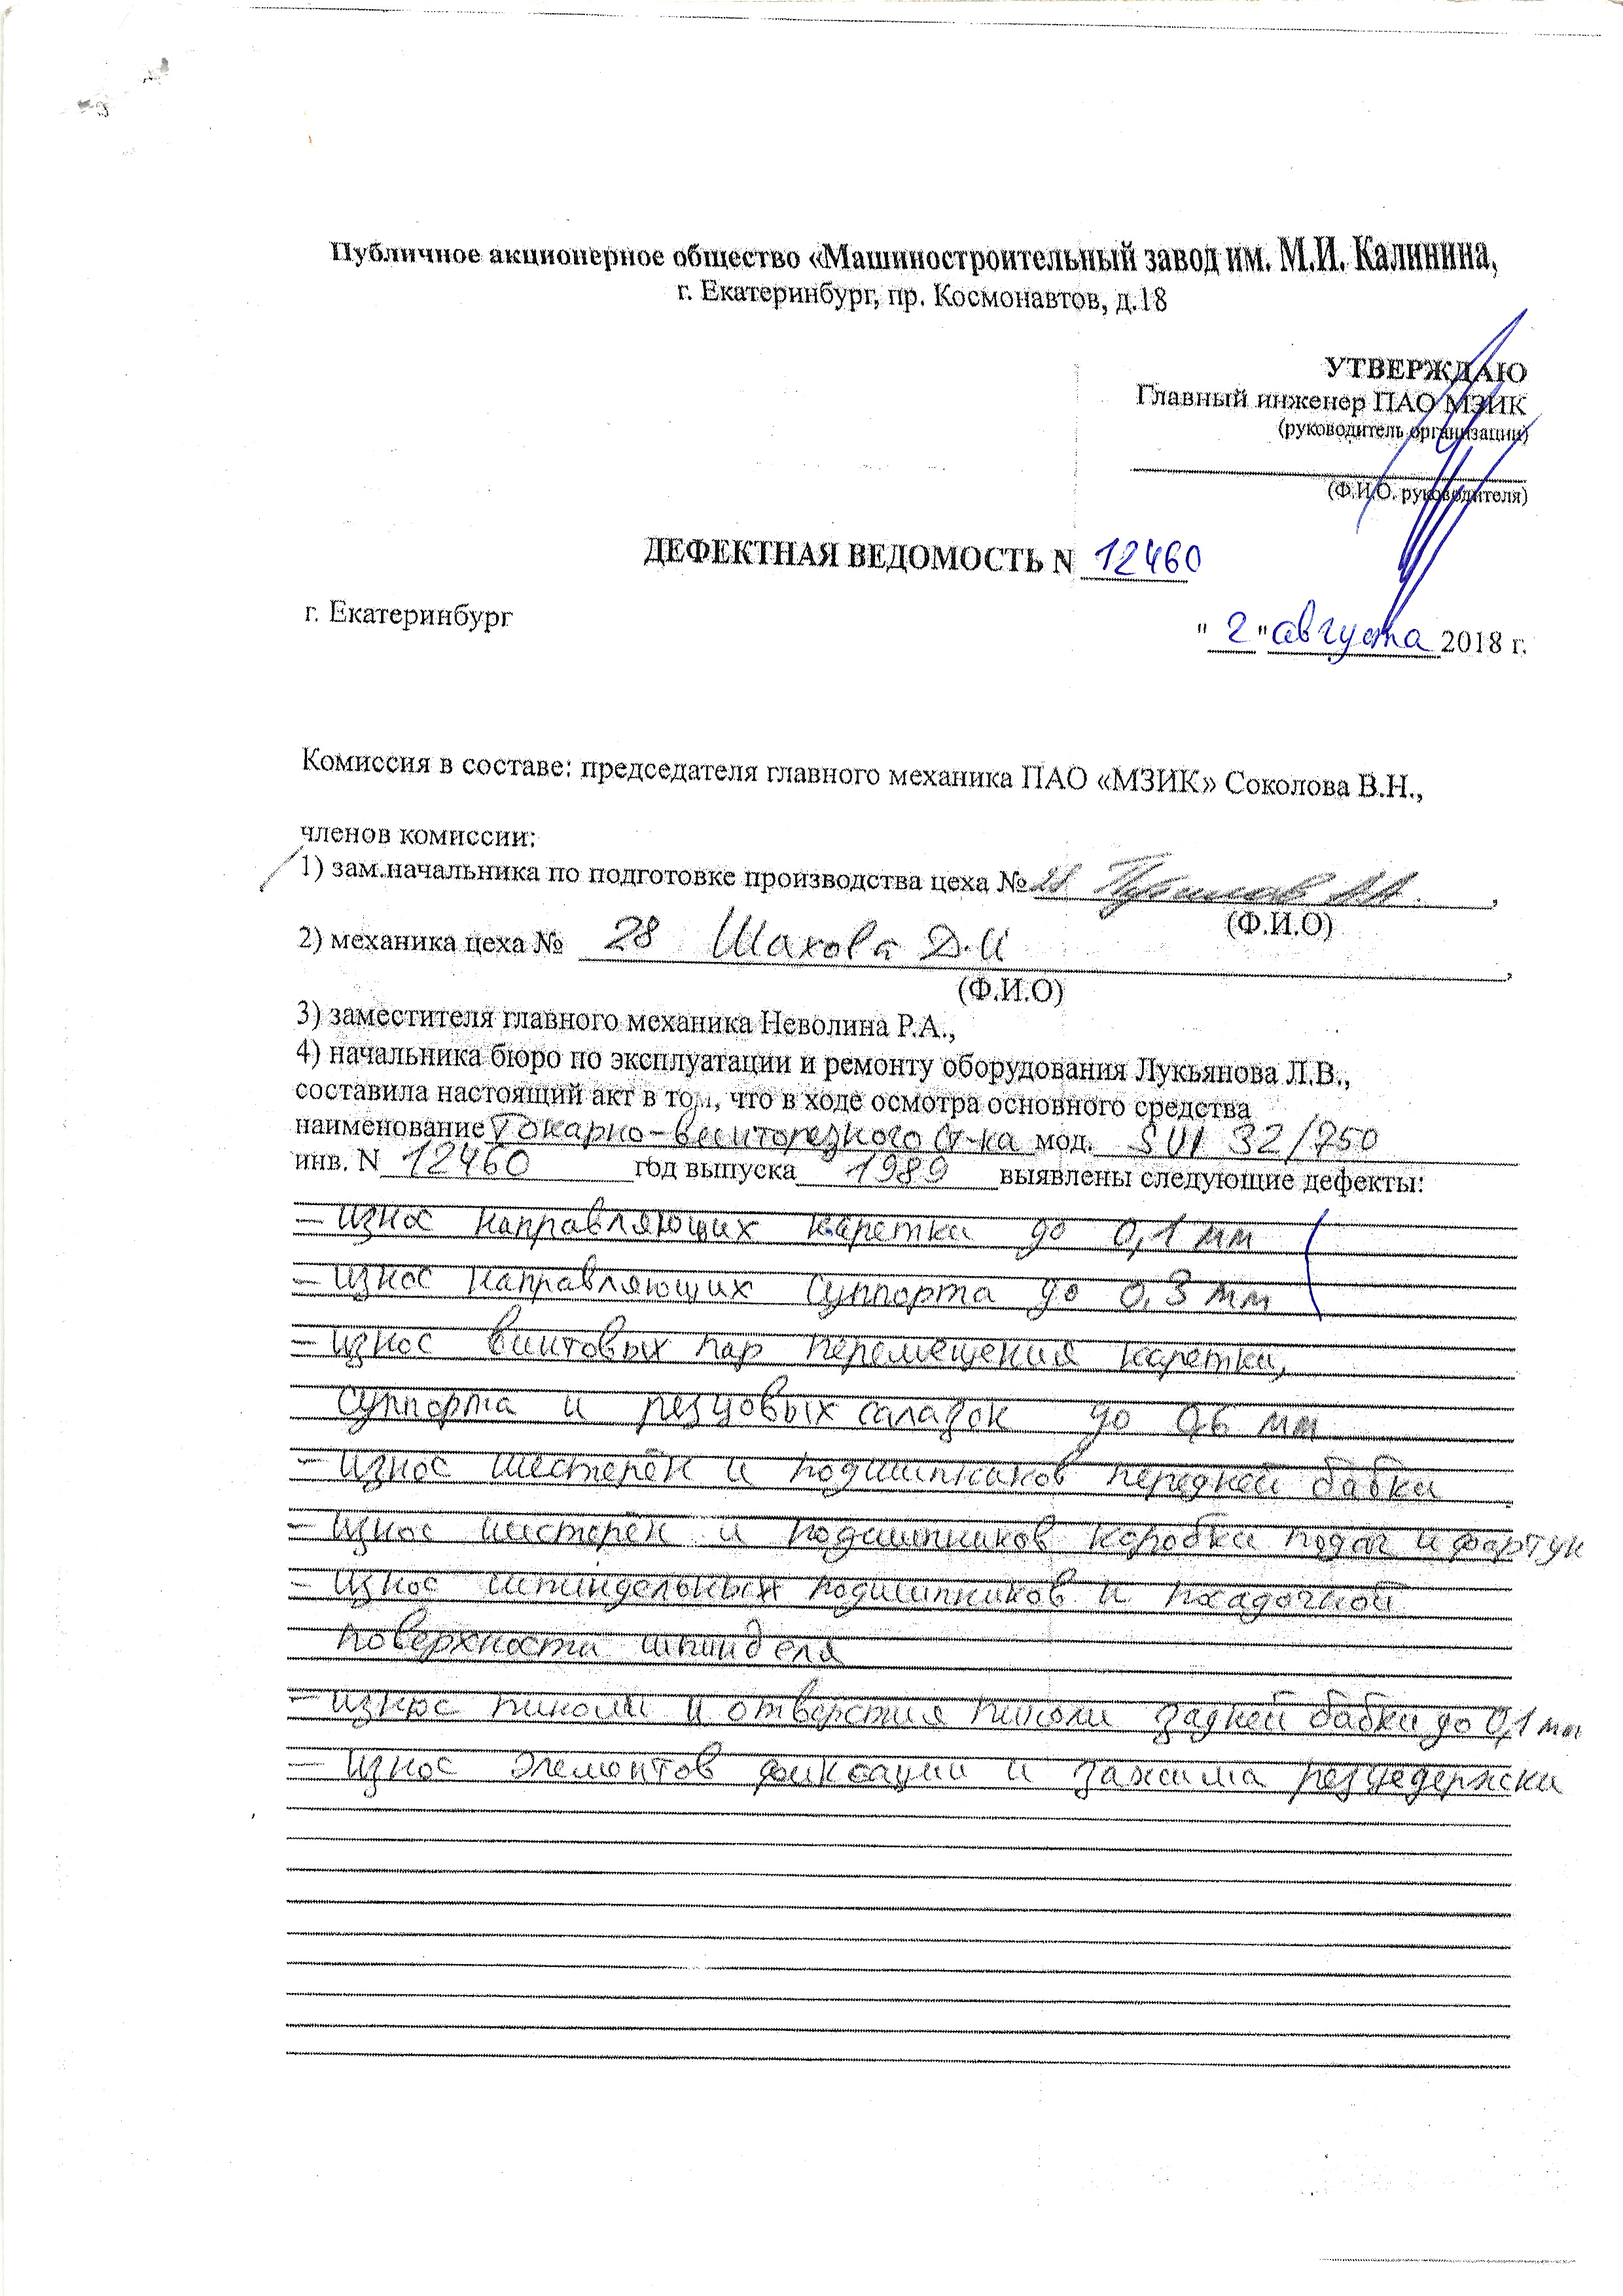 Публичное акционерное общество «Машиностроительный завод им. М.И. Калинина,
г. Екатеринбург, пр. Космонавтов, д.18
УТВЕРЖДАЮ
Главный инженер ПАО МЗИК
(руководитель организации)
(Ф.И.О. руководителя)
ДЕФЕКТНАЯ ВЕДОМОСТЬ N 12460
г. Екатеринбург
"2" августа 2018 г.
Комиссия в составе: председателя главного механика ПАО «МЗИК» Соколова В.Н.,
членов комиссии:
1) зам.начальника по подготовке производства цеха № 28
(Ф.И.О)
2) механика цеха № 28 Шахова Д.И
(Ф.И.О)
3) заместителя главного механика Неволина Р.А.,
4) начальника бюро по эксплуатации и ремонту оборудования Лукьянова Л.В.,
составила настоящий акт в том, что в ходе осмотра основного средства
наименование Токарно-винторезного ст-ка мод. SUI 32/750
инв. N 12460 год выпуска 1989 выявлены следующие дефекты:
- износ направляющих каретки до 0,1 мм
- износ направляющих суппорта до 0,3 мм
- износ винтовых пар перемещения каретки,
суппорта и резцовых салазок до 0,6 мм
- износ шестерён и подшипников передней бабки
- износ шестерён и подшипников коробки подач и фартук
- износ шпиндельных подшипников и посадочной
поверхности шпинделя
- износ пиноли и отверстия пиноли задней бабки до 0,1 мм
- износ элементов фиксации и зажима резцедержки